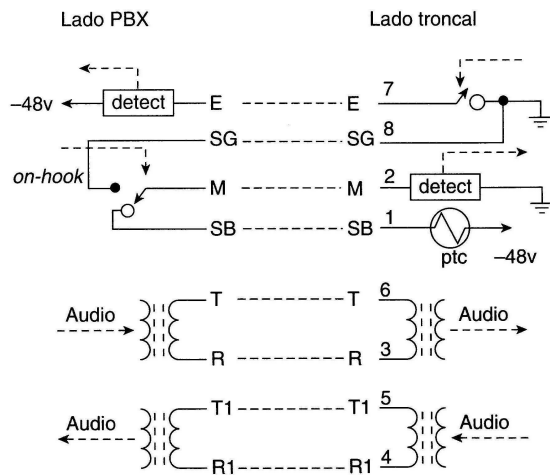 Lado PBX Lado troncal
–48v detect E E 7
SG SG 8
on-hook M M 2 detect
SB SB 1 ptc –48v
Audio T T 6 Audio
R R 3
Audio T1 T1 5 Audio
R1 R1 4